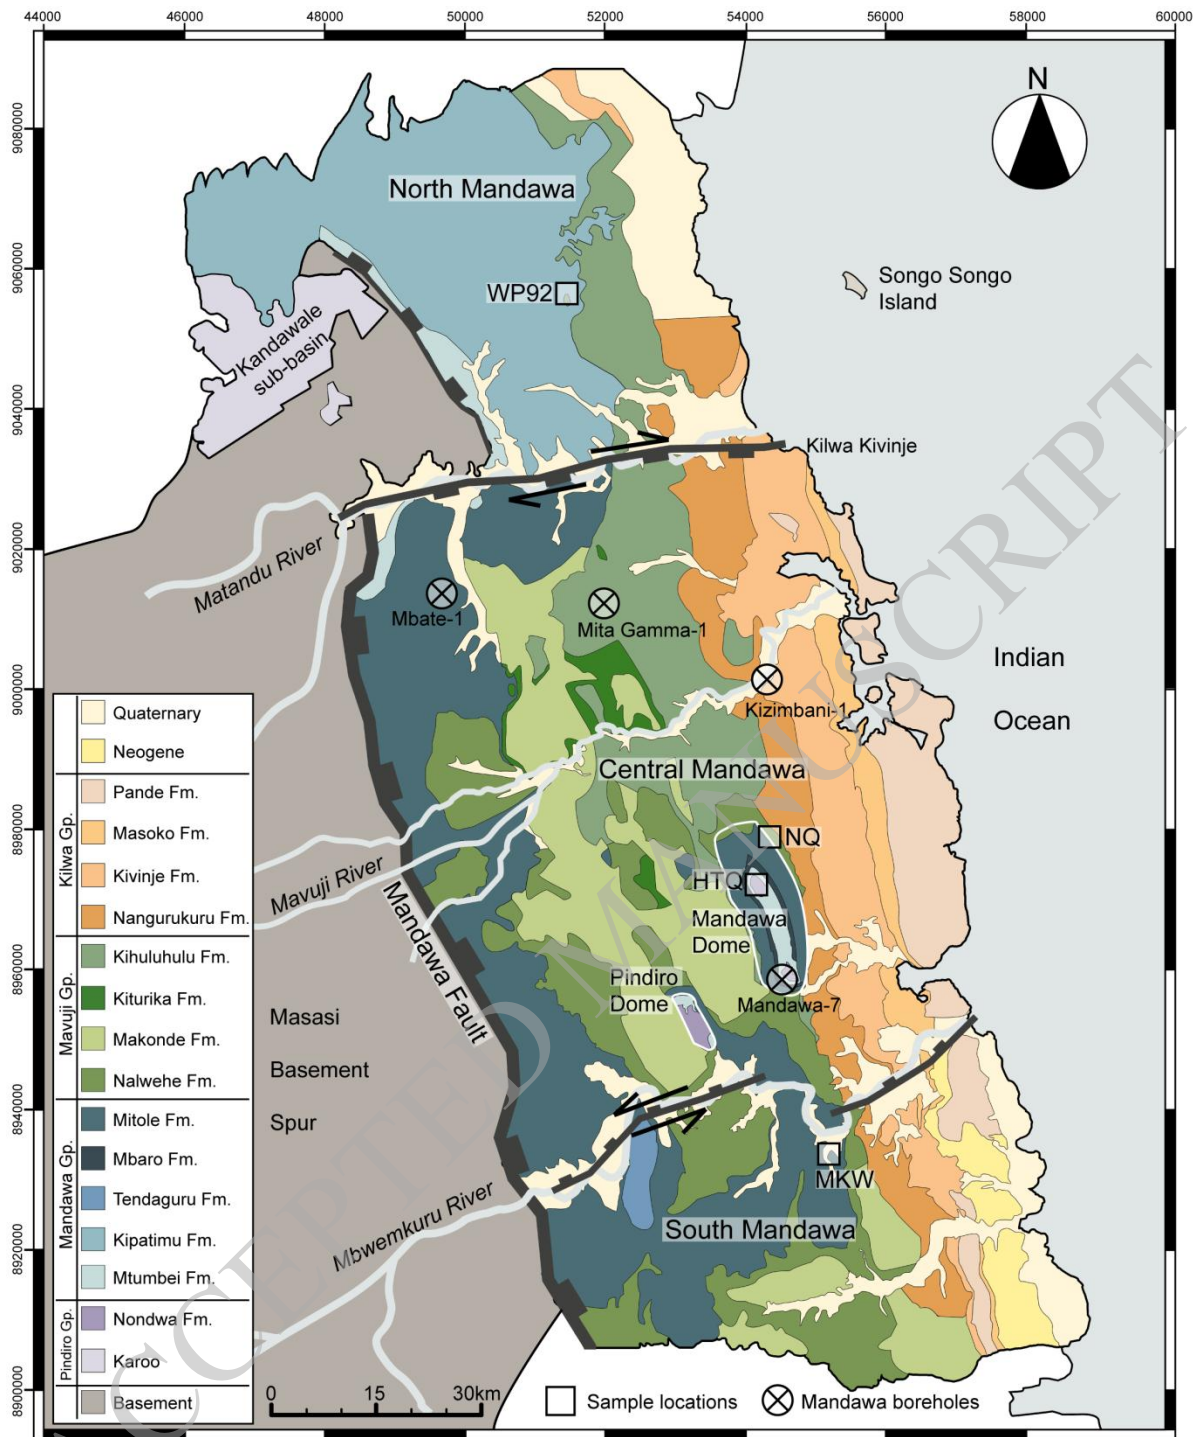 44000 46000 48000 50000 52000 54000 56000 58000 60000
9080000
9060000
9040000
9020000
9000000
8980000
8960000
8940000
8920000
8900000
N
North Mandawa
WP92
Songo Songo
Island
Kandawale
sub-basin
Kilwa Kivinje
Matandu River
Mbate-1
Mita Gamma-1
Kizimbani-1
Indian
Ocean
Central Mandawa
NQ
HTQ
Mandawa
Dome
Mavuji River
Mandawa Fault
Pindiro
Dome
Mandawa-7
Masasi
Basement
Spur
MKW
Mbwemkuru River
South Mandawa
Quaternary
Neogene
Kilwa Gp.
Pande Fm.
Masoko Fm.
Kivinje Fm.
Nangurukuru Fm.
Mavuji Gp.
Kihuluhulu Fm.
Kiturika Fm.
Makonde Fm.
Nalwehe Fm.
Mandawa Gp.
Mitole Fm.
Mbaro Fm.
Tendaguru Fm.
Kipatimu Fm.
Mtumbei Fm.
Pindiro Gp.
Nondwa Fm.
Karoo
Basement
0 15 30km
Sample locations
Mandawa boreholes
ACCEPTED MANUSCRIPT